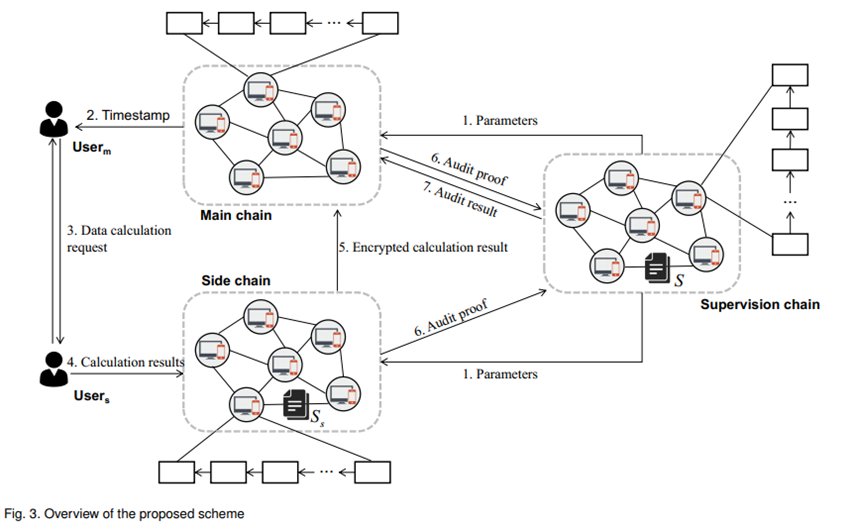 ...
2. Timestamp
1. Parameters
User_m
6. Audit proof
7. Audit result
...
Main chain
3. Data calculation
request
5. Encrypted calculation result
Side chain
S
Supervision chain
6. Audit proof
4. Calculation results
1. Parameters
User_s
S_s
...
Fig. 3. Overview of the proposed scheme